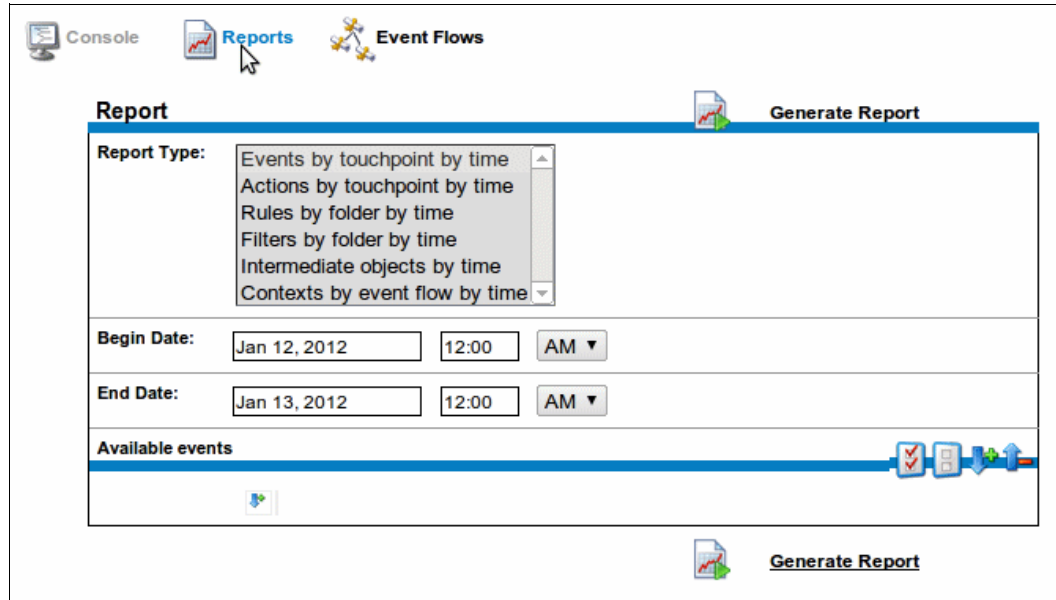 Console Reports Event Flows
Report Generate Report
Report Type: Events by touchpoint by time
Actions by touchpoint by time
Rules by folder by time
Filters by folder by time
Intermediate objects by time
Contexts by event flow by time
Begin Date: Jan 12, 2012 12:00 AM
End Date: Jan 13, 2012 12:00 AM
Available events
Generate Report